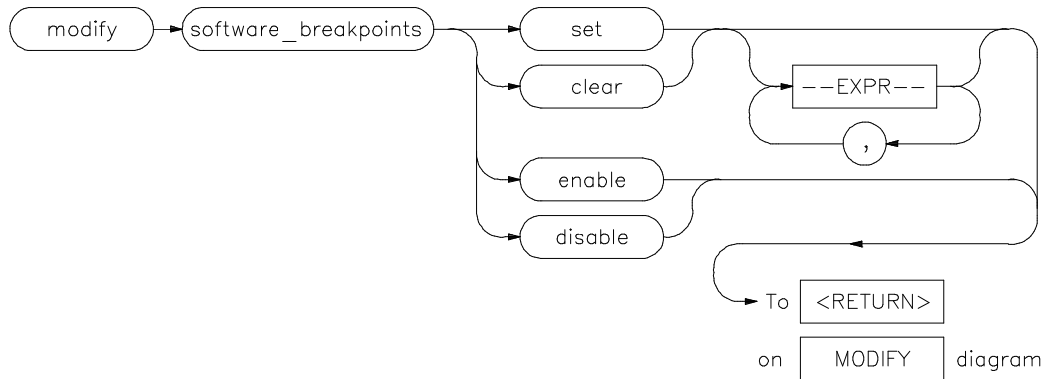 modify software_breakpoints set
clear --EXPR--
,
enable
disable
To <RETURN>
on MODIFY diagram